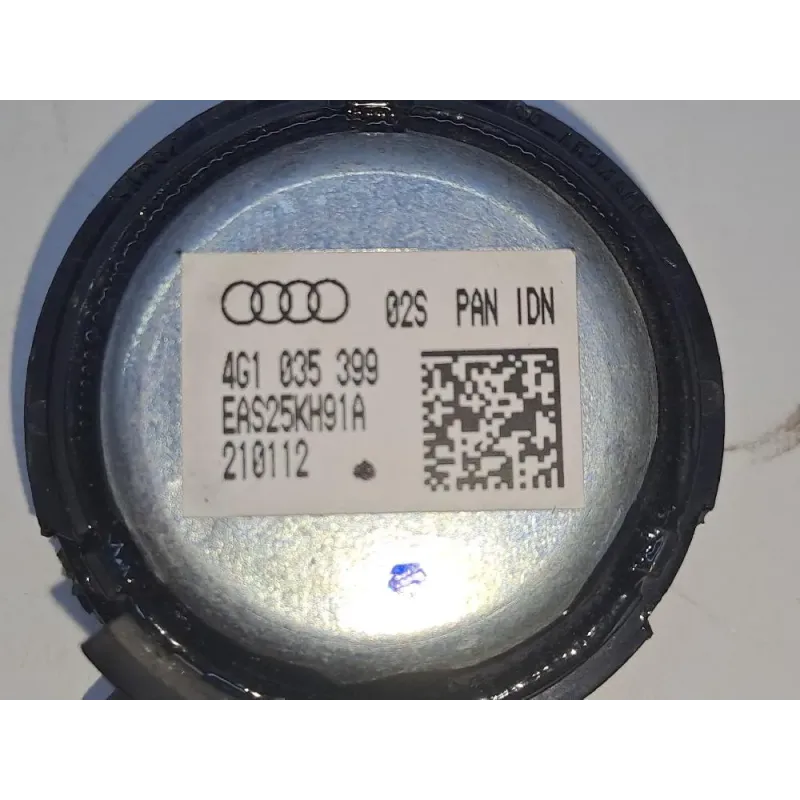 02S PAN IDN
4G1 035 399
EAS25KH91A
210112